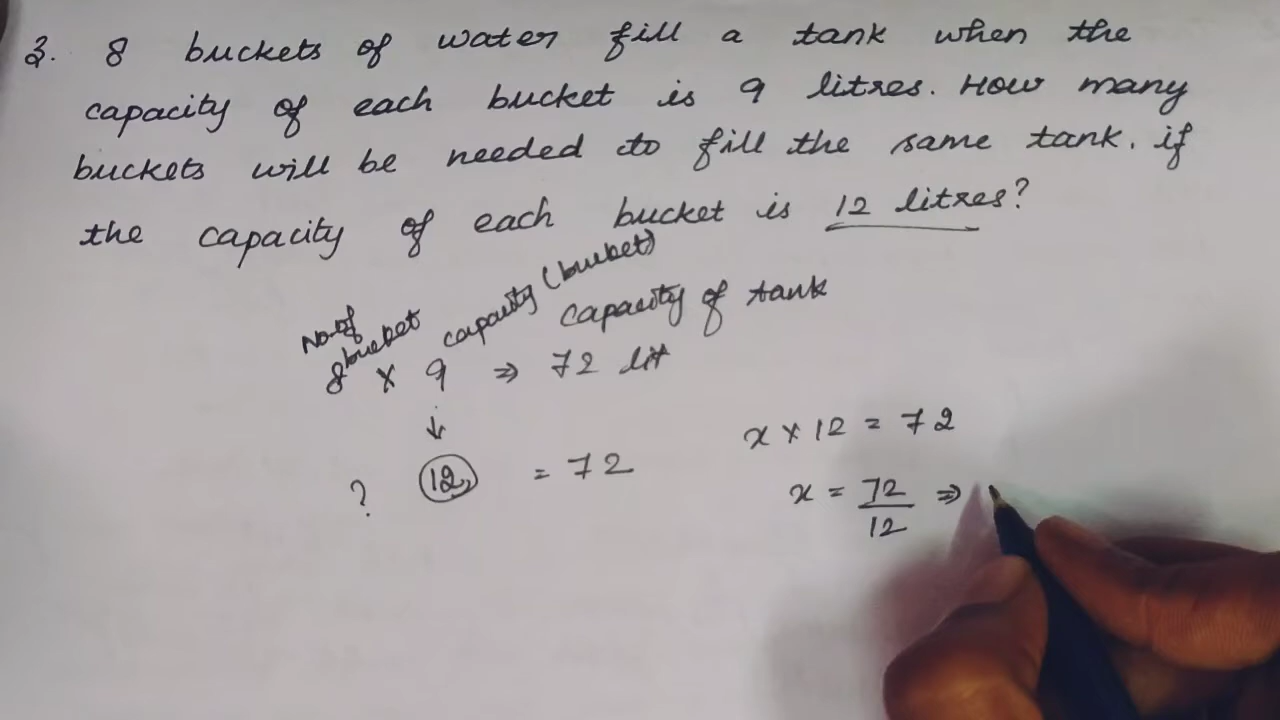 3. 8 buckets of water fill a tank when the
capacity of each bucket is 9 litres. How many
buckets will be needed to fill the same tank. if
the capacity of each bucket is 12 litres?
No. of bucket capacity (bucket) capacity of tank
8 × 9 ⇒ 72 lit
↓
? 12 = 72
x × 12 = 72
x = 72/12 ⇒